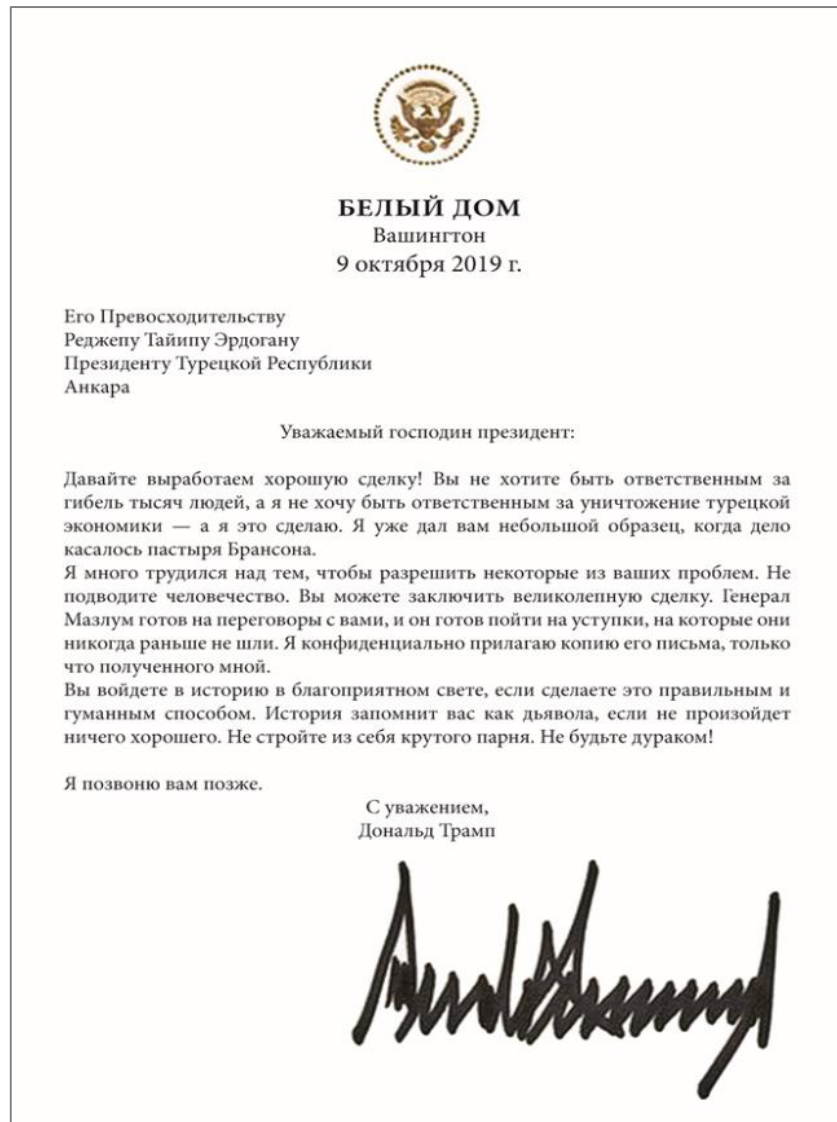 БЕЛЫЙ ДОМ
Вашингтон
9 октября 2019 г.
Его Превосходительству
Реджепу Тайипу Эрдогану
Президенту Турецкой Республики
Анкара
Уважаемый господин президент:
Давайте выработаем хорошую сделку! Вы не хотите быть ответственным за
гибель тысяч людей, а я не хочу быть ответственным за уничтожение турецкой
экономики — а я это сделаю. Я уже дал вам небольшой образец, когда дело
касалось пастыря Брансона.
Я много трудился над тем, чтобы разрешить некоторые из ваших проблем. Не
подводите человечество. Вы можете заключить великолепную сделку. Генерал
Мазлум готов на переговоры с вами, и он готов пойти на уступки, на которые они
никогда раньше не шли. Я конфиденциально прилагаю копию его письма, только
что полученного мной.
Вы войдете в историю в благоприятном свете, если сделаете это правильным и
гуманным способом. История запомнит вас как дьявола, если не произойдет
ничего хорошего. Не стройте из себя крутого парня. Не будьте дураком!
Я позвоню вам позже.
С уважением,
Дональд Трамп